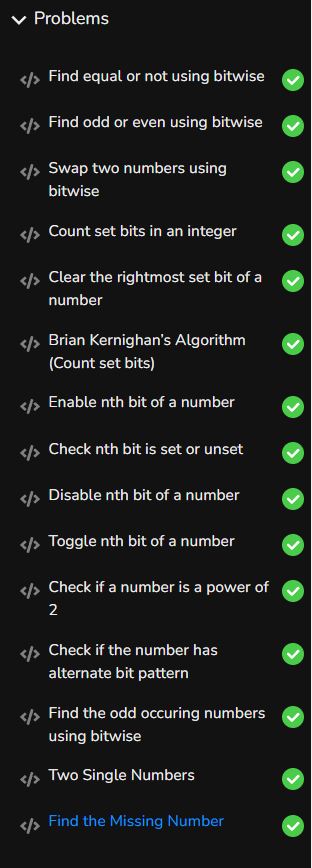 Problems
Find equal or not using bitwise
Find odd or even using bitwise
Swap two numbers using
bitwise
Count set bits in an integer
Clear the rightmost set bit of a
number
Brian Kernighan's Algorithm
(Count set bits)
Enable nth bit of a number
Check nth bit is set or unset
Disable nth bit of a number
Toggle nth bit of a number
Check if a number is a power of
2
Check if the number has
alternate bit pattern
Find the odd occuring numbers
using bitwise
Two Single Numbers
Find the Missing Number